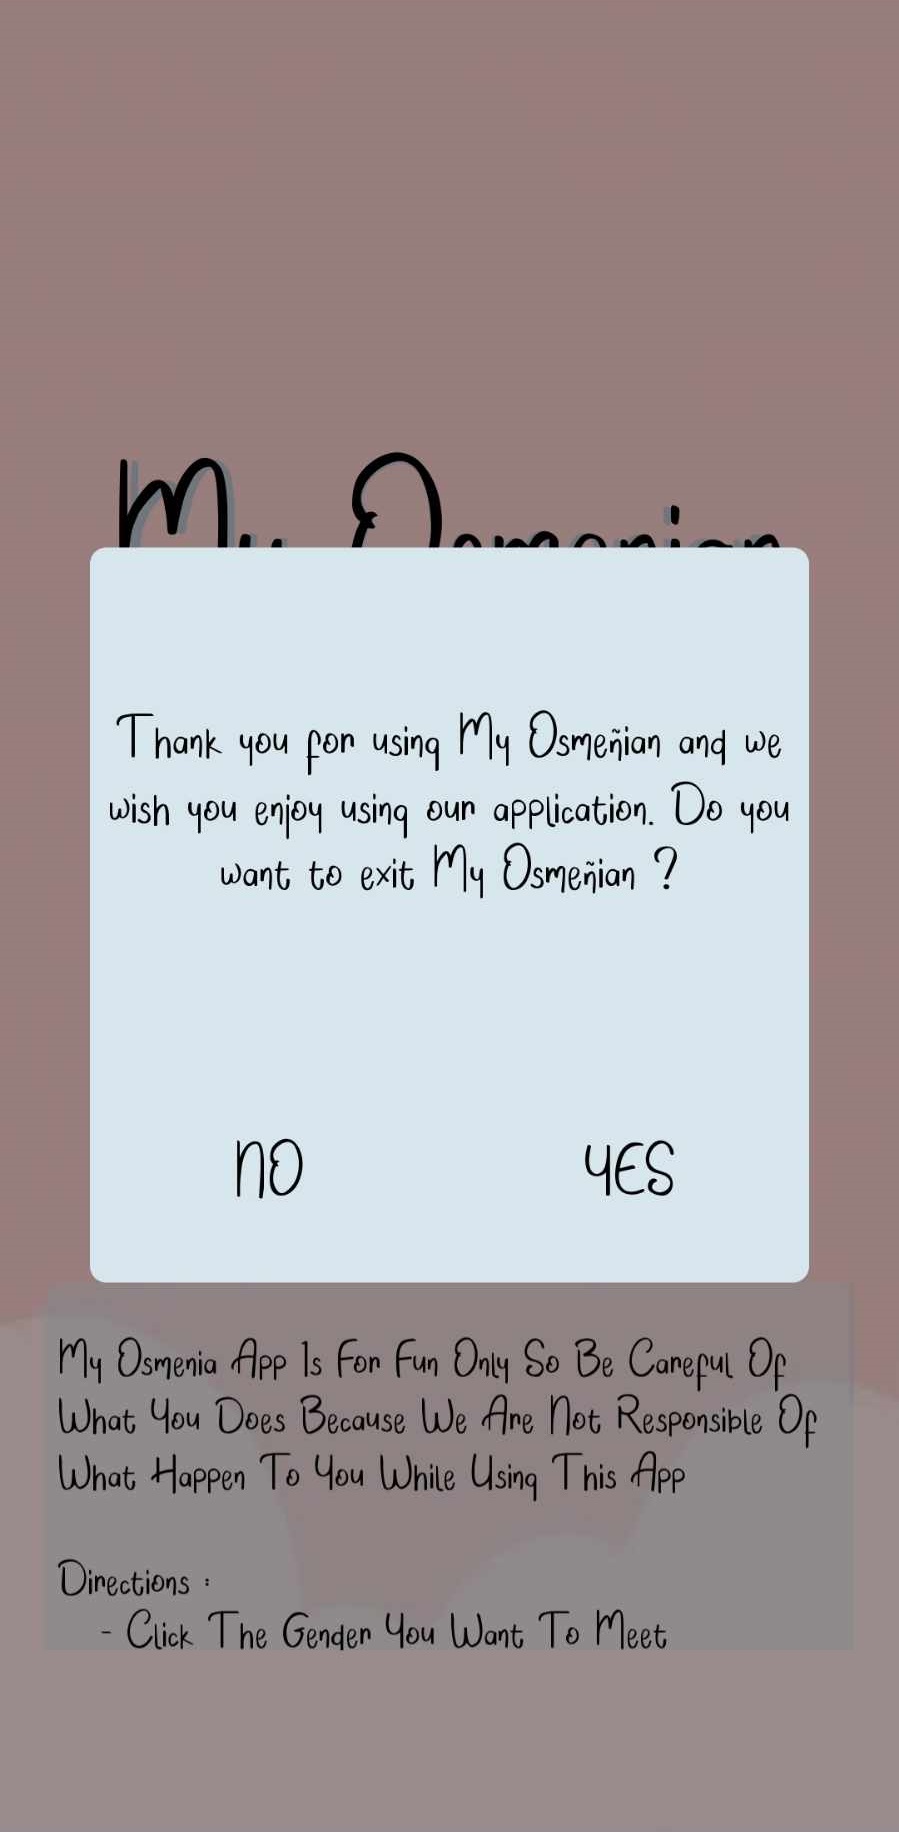 My Osmenian
Thank you for using My Osmeñian and we
wish you enjoy using our application. Do you
want to exit My Osmeñian ?
NO YES
My Osmenia App Is For Fun Only So Be Careful Of
What You Does Because We Are Not Responsible Of
What Happen To You While Using This App
Directions :
- Click The Gender You Want To Meet